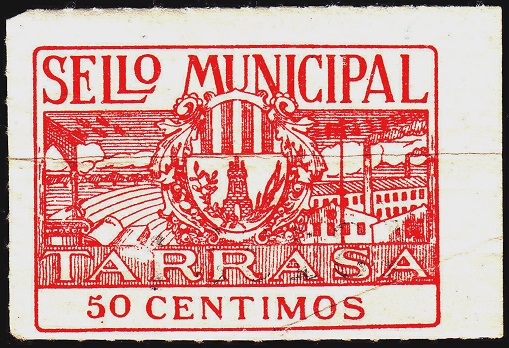 SELLO MUNICIPAL
TARRASA
50 CENTIMOS